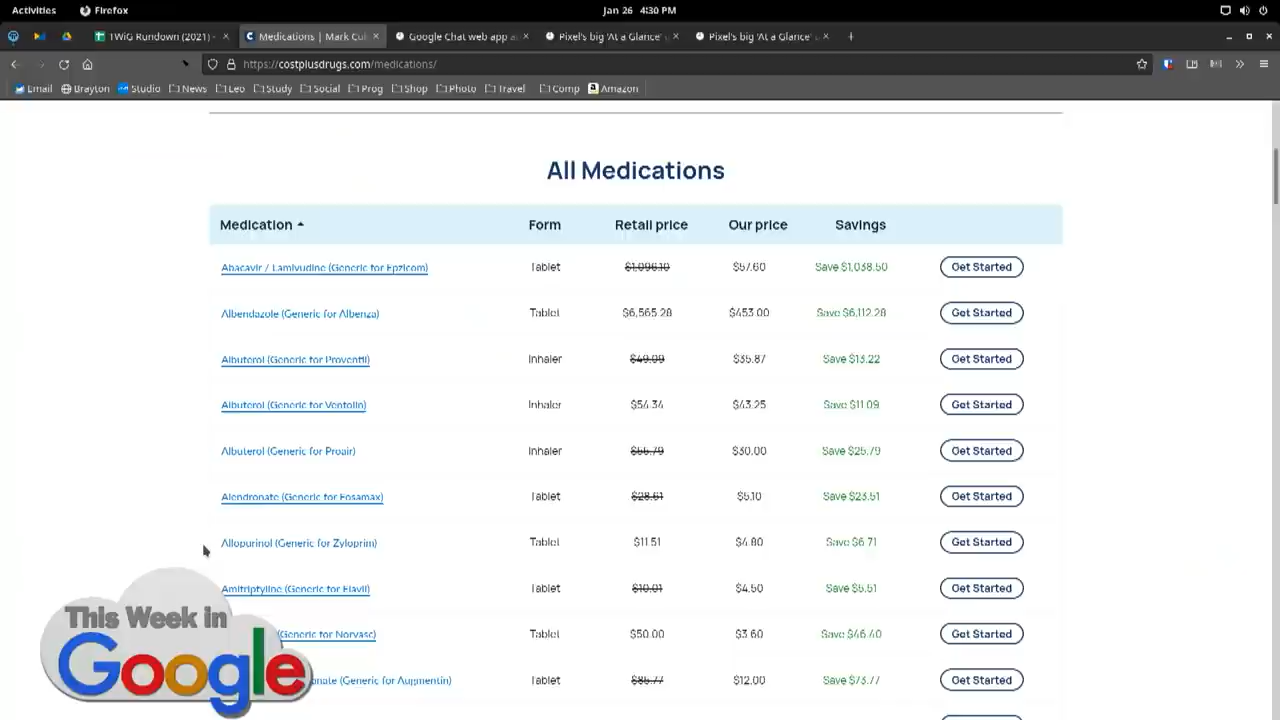 Activities Firefox Jan 26 4:30 PM
TWiG Rundown (2021) - Medications | Mark Cu Google Chat web app a Pixel's big 'At a Glance' Pixel's big 'At a Glance'
https://costplusdrugs.com/medications/
Email Brayton Studio News Leo Study Social Prog Shop Photo Travel Comp Amazon
All Medications
Medication Form Retail price Our price Savings
Abacavir / Lamivudine (Generic for Epzicom) Tablet $1,096.10 $57.60 Save $1,038.50 Get Started
Albendazole (Generic for Albenza) Tablet $6,565.28 $453.00 Save $6,112.28 Get Started
Albuterol (Generic for Proventil) Inhaler $49.09 $35.87 Save $13.22 Get Started
Albuterol (Generic for Ventolin) Inhaler $54.34 $43.25 Save $11.09 Get Started
Albuterol (Generic for Proair) Inhaler $55.79 $30.00 Save $25.79 Get Started
Alendronate (Generic for Fosamax) Tablet $28.61 $5.10 Save $23.51 Get Started
Allopurinol (Generic for Zyloprim) Tablet $11.51 $4.80 Save $6.71 Get Started
Amitriptyline (Generic for Elavil) Tablet $10.01 $4.50 Save $5.51 Get Started
(Generic for Norvasc) Tablet $50.00 $3.60 Save $46.40 Get Started
nate (Generic for Augmentin) Tablet $85.77 $12.00 Save $73.77 Get Started
This Week in
Google